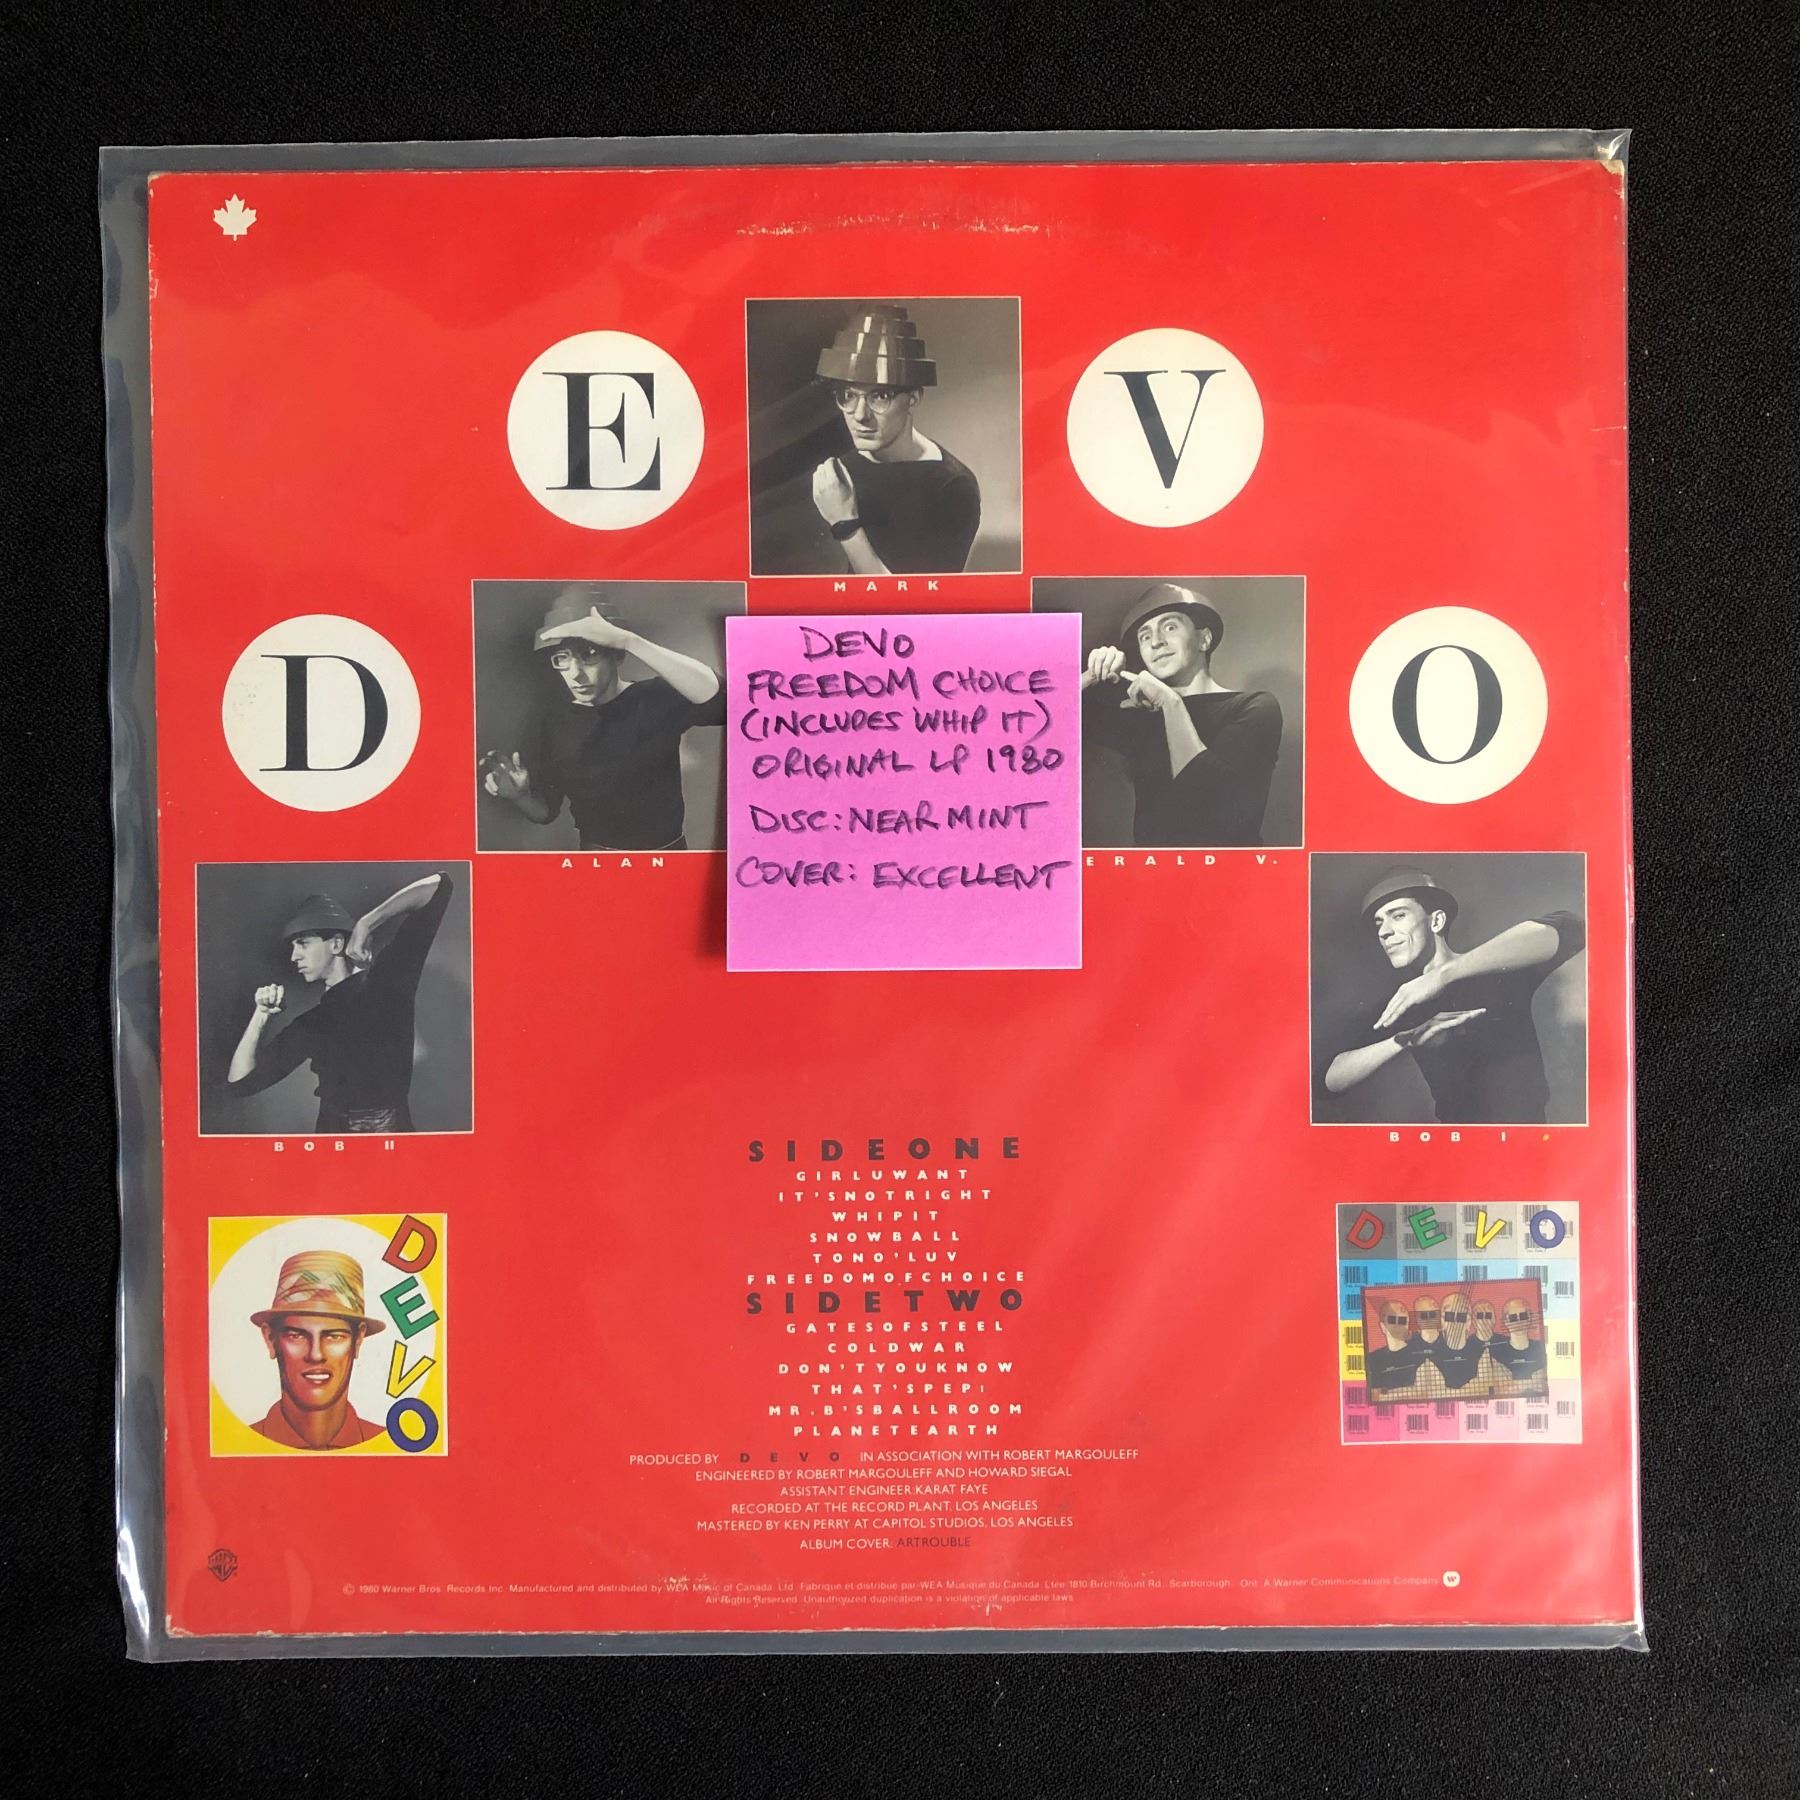 D E V O
MARK
ALAN
ERALD V.
BOB II
BOB I
DEVO
FREEDOM CHOICE
(INCLUDES WHIP IT)
ORIGINAL LP 1980
DISC: NEAR MINT
COVER: EXCELLENT
SIDEONE
GIRLUWANT
IT'SNOTRIGHT
WHIPIT
SNOWBALL
TONO'LUV
FREEDOMOFCHOICE
SIDETWO
GATESOFSTEEL
COLDWAR
DON'TYOUKNOW
THAT'SPEP!
MR.B'SBALLROOM
PLANETEARTH
PRODUCED BY DEVO IN ASSOCIATION WITH ROBERT MARGOULEFF
ENGINEERED BY ROBERT MARGOULEFF AND HOWARD SIEGAL
ASSISTANT ENGINEER KARAT FAYE
RECORDED AT THE RECORD PLANT, LOS ANGELES
MASTERED BY KEN PERRY AT CAPITOL STUDIOS, LOS ANGELES
ALBUM COVER: ARTROUBLE
DEVO
DEVO
© 1980 Warner Bros. Records Inc. Manufactured and distributed by WEA Music of Canada, Ltd. Fabrique et distribue par WEA Musique du Canada, Ltee 1810 Birchmount Rd., Scarborough, Ont. A Warner Communications Company
All Rights Reserved. Unauthorized duplication is a violation of applicable laws